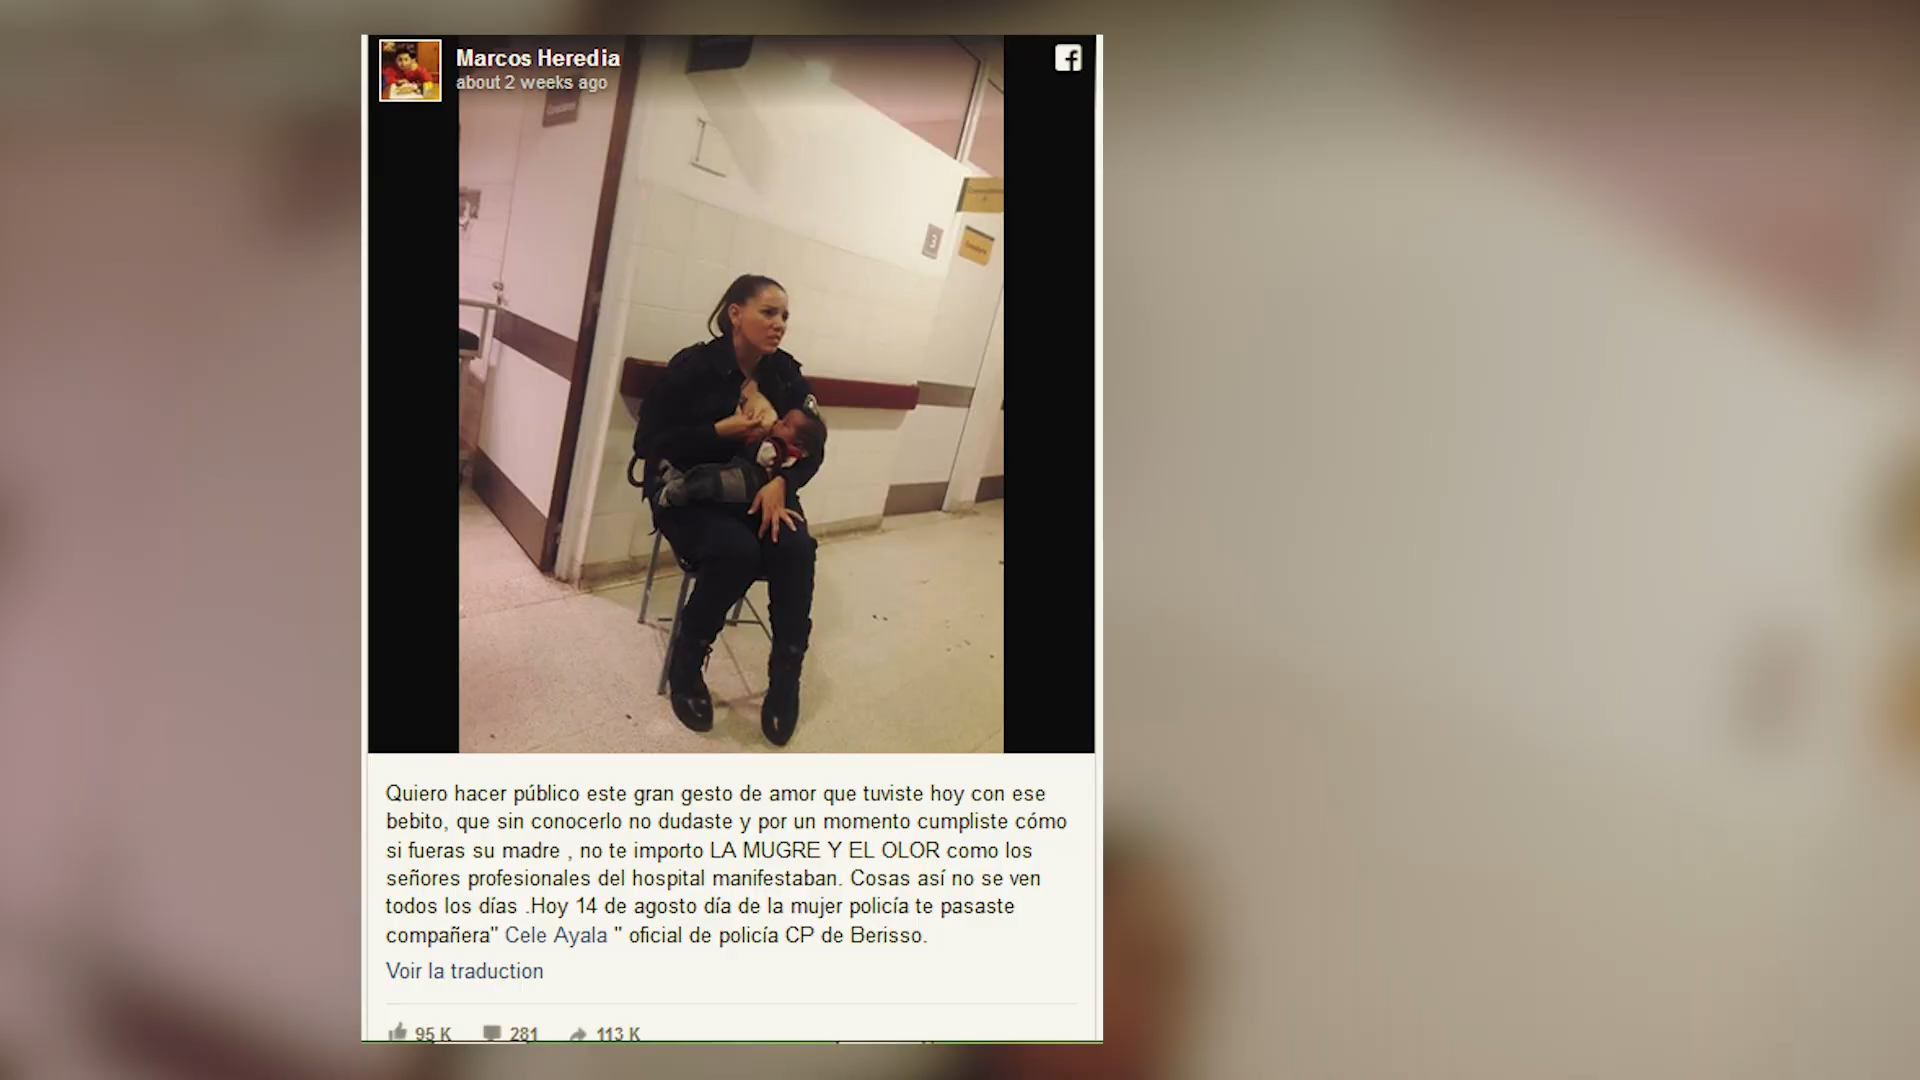 Marcos Heredia
about 2 weeks ago
3
Quiero hacer público este gran gesto de amor que tuviste hoy con ese
bebito, que sin conocerlo no dudaste y por un momento cumpliste cómo
si fueras su madre , no te importo LA MUGRE Y EL OLOR como los
señores profesionales del hospital manifestaban. Cosas así no se ven
todos los días .Hoy 14 de agosto día de la mujer policía te pasaste
compañera" Cele Ayala " oficial de policía CP de Berisso.
Voir la traduction
95 K 281 113 K